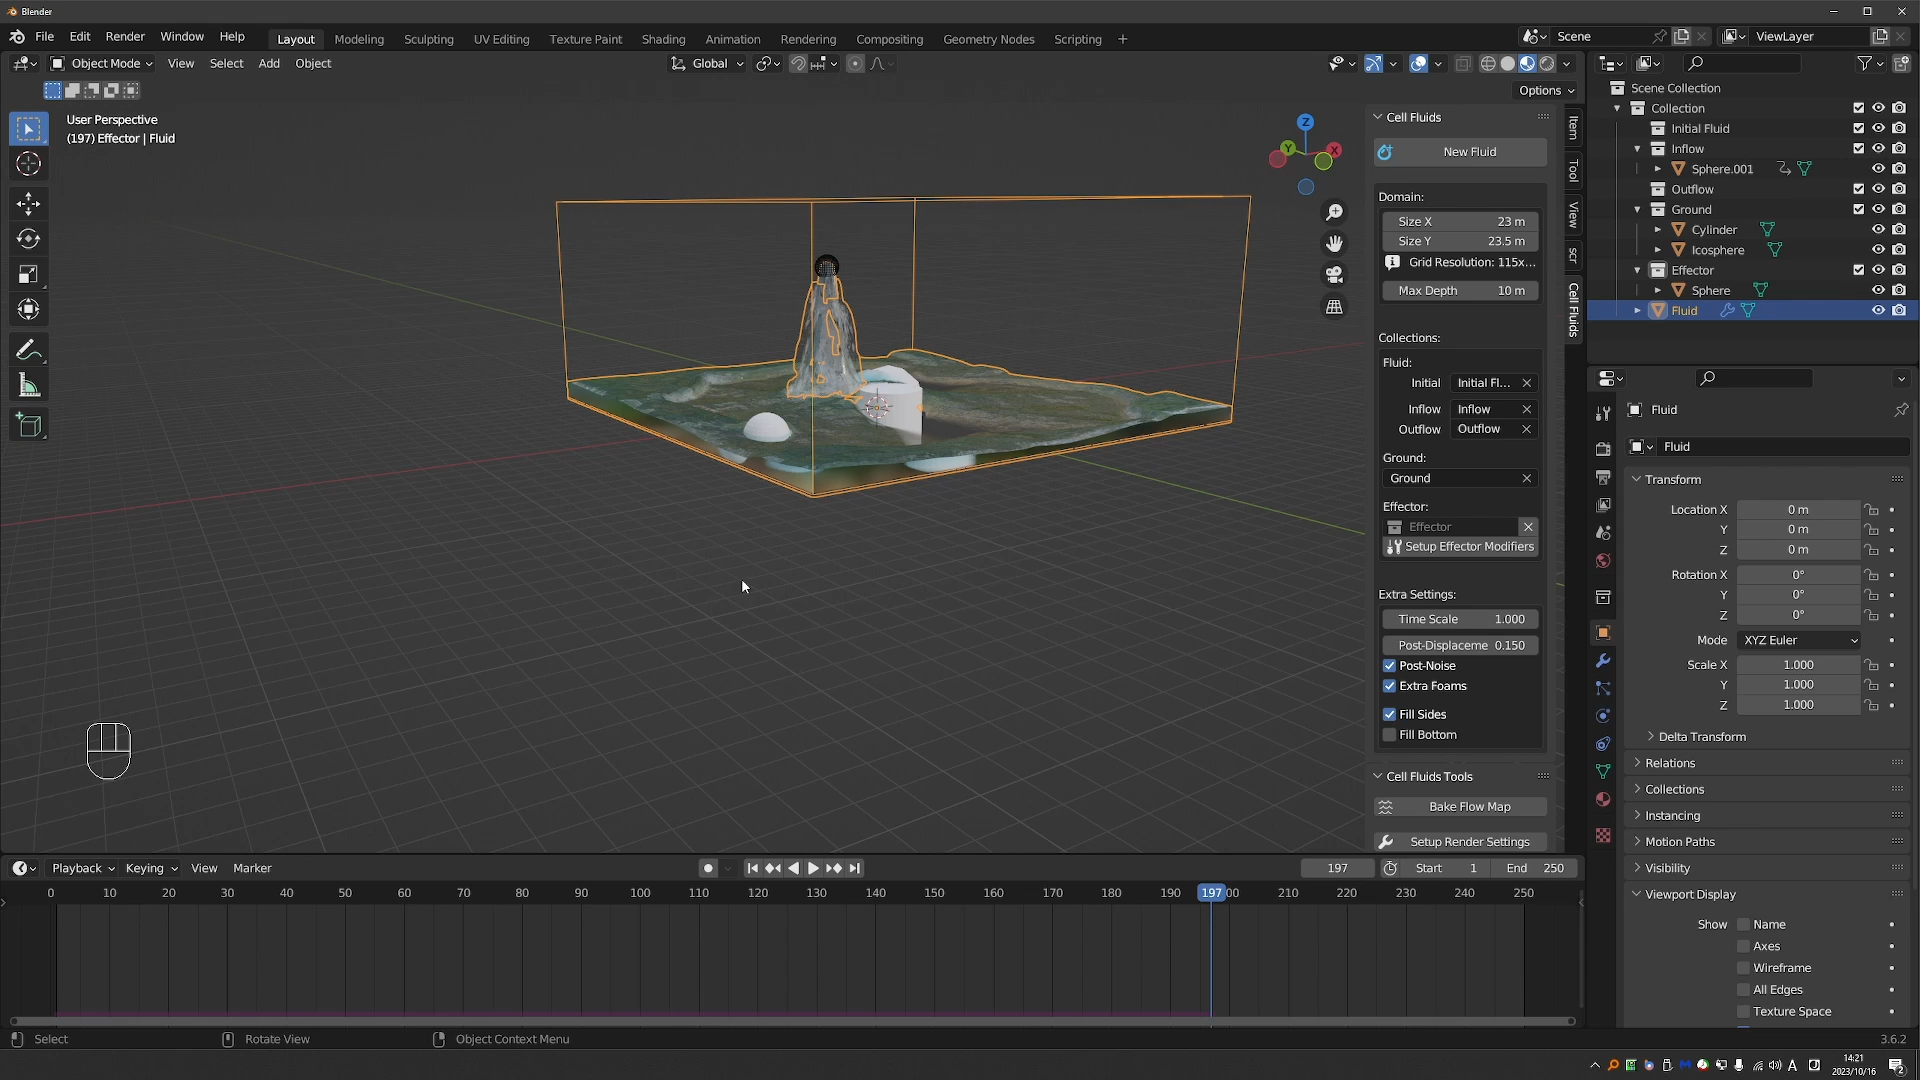 Blender
File Edit Render Window Help Layout Modeling Sculpting UV Editing Texture Paint Shading Animation Rendering Compositing Geometry Nodes Scripting +
Scene ViewLayer
Object Mode View Select Add Object Global
Options
User Perspective
(197) Effector | Fluid
Z
Y
X
Cell Fluids
New Fluid
Domain:
Size X 23 m
Size Y 23.5 m
Grid Resolution: 115x...
Max Depth 10 m
Collections:
Fluid:
Initial Initial Fl...
Inflow Inflow
Outflow Outflow
Ground:
Ground
Effector:
Effector
Setup Effector Modifiers
Extra Settings:
Time Scale 1.000
Post-Displaceme 0.150
Post-Noise
Extra Foams
Fill Sides
Fill Bottom
Cell Fluids Tools
Bake Flow Map
Setup Render Settings
Item
Tool
View
scr
Cell Fluids
Scene Collection
Collection
Initial Fluid
Inflow
Sphere.001
Outflow
Ground
Cylinder
Icosphere
Effector
Sphere
Fluid
Fluid
Fluid
Transform
Location X 0 m
Y 0 m
Z 0 m
Rotation X 0°
Y 0°
Z 0°
Mode XYZ Euler
Scale X 1.000
Y 1.000
Z 1.000
Delta Transform
Relations
Collections
Instancing
Motion Paths
Visibility
Viewport Display
Show Name
Axes
Wireframe
All Edges
Texture Space
Playback Keying View Marker
197 Start 1 End 250
0 10 20 30 40 50 60 70 80 90 100 110 120 130 140 150 160 170 180 190 197 00 210 220 230 240 250
Select Rotate View Object Context Menu
3.6.2
A
14:21
2023/10/16
2